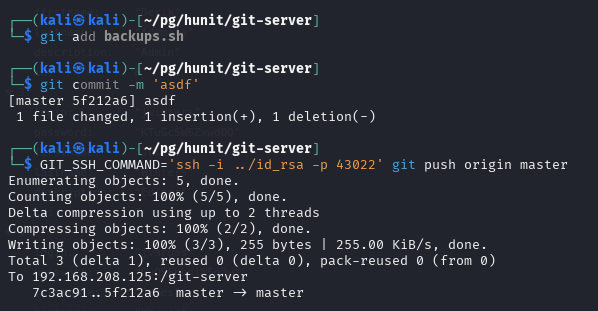 ┌──(kali㉿kali)-[~/pg/hunit/git-server]
└─$ git add backups.sh
┌──(kali㉿kali)-[~/pg/hunit/git-server]
└─$ git commit -m 'asdf'
[master 5f212a6] asdf
 1 file changed, 1 insertion(+), 1 deletion(-)
┌──(kali㉿kali)-[~/pg/hunit/git-server]
└─$ GIT_SSH_COMMAND='ssh -i ../id_rsa -p 43022' git push origin master
Enumerating objects: 5, done.
Counting objects: 100% (5/5), done.
Delta compression using up to 2 threads
Compressing objects: 100% (2/2), done.
Writing objects: 100% (3/3), 255 bytes | 255.00 KiB/s, done.
Total 3 (delta 1), reused 0 (delta 0), pack-reused 0 (from 0)
To 192.168.208.125:/git-server
   7c3ac91..5f212a6  master -> master